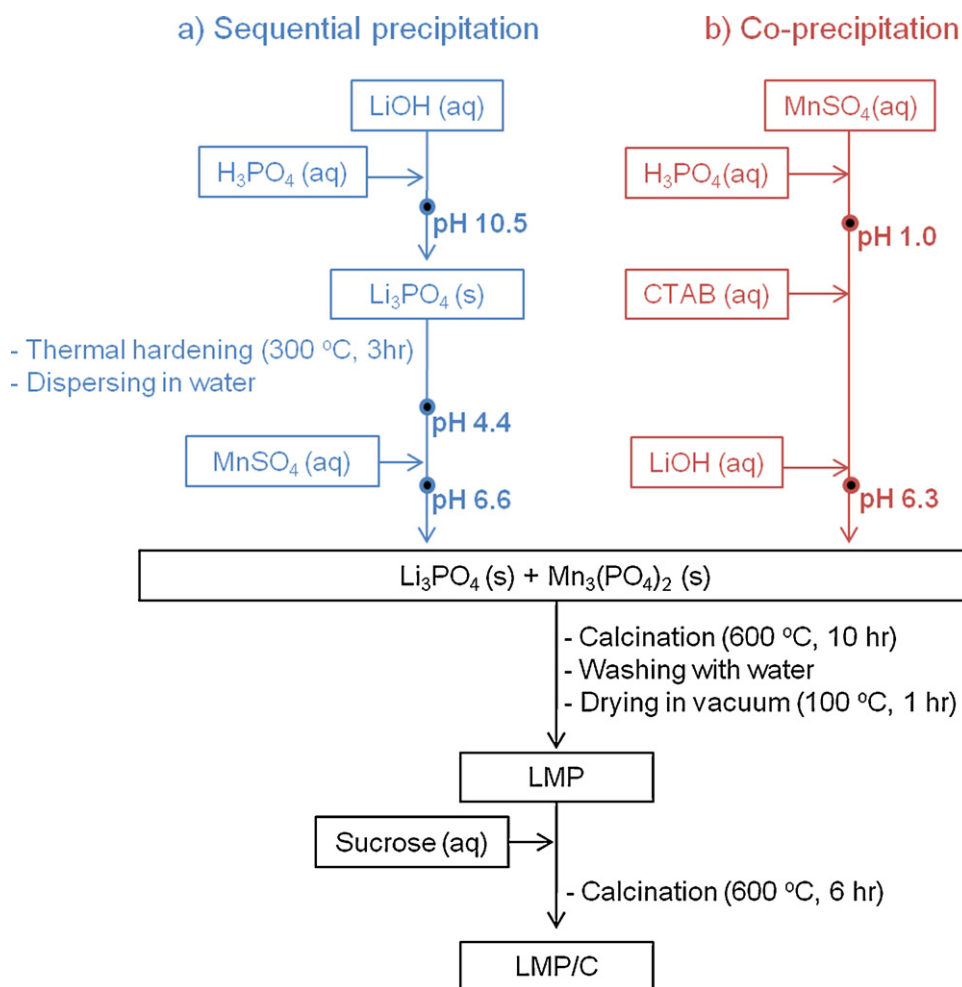 a) Sequential precipitation
b) Co-precipitation
LiOH (aq)
MnSO₄(aq)
H₃PO₄ (aq)
H₃PO₄(aq)
pH 10.5
pH 1.0
Li₃PO₄ (s)
CTAB (aq)
- Thermal hardening (300 ºC, 3hr)
- Dispersing in water
pH 4.4
MnSO₄ (aq)
LiOH (aq)
pH 6.6
pH 6.3
Li₃PO₄ (s) + Mn₃(PO₄)₂ (s)
- Calcination (600 ºC, 10 hr)
- Washing with water
- Drying in vacuum (100 ºC, 1 hr)
LMP
Sucrose (aq)
- Calcination (600 ºC, 6 hr)
LMP/C